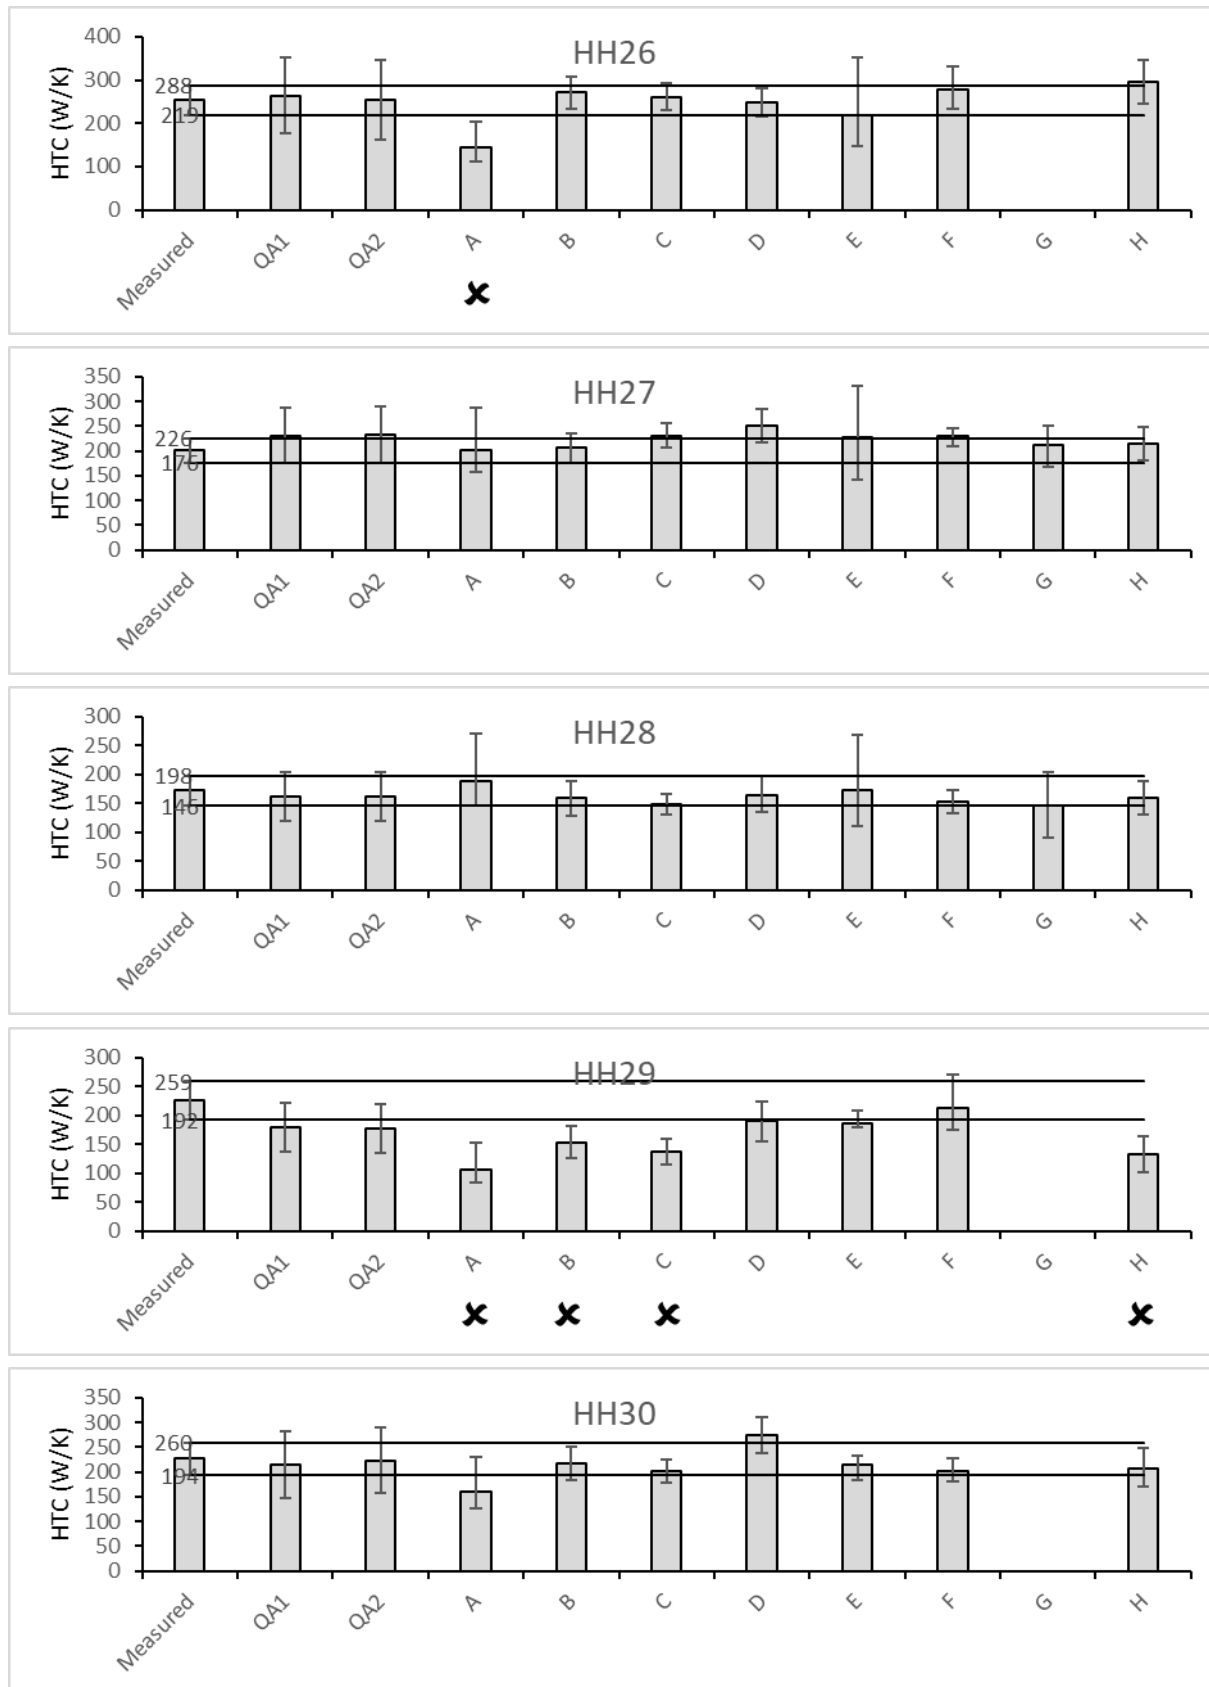 HH26
HTC (W/K)
400
300
200
100
0
288
219
Measured QA1 QA2 A B C D E F G H
✘
HH27
HTC (W/K)
350
300
250
200
150
100
50
0
226
176
Measured QA1 QA2 A B C D E F G H
HH28
HTC (W/K)
300
250
200
150
100
50
0
198
146
Measured QA1 QA2 A B C D E F G H
HH29
HTC (W/K)
300
250
200
150
100
50
0
259
192
Measured QA1 QA2 A B C D E F G H
✘ ✘ ✘ ✘
HH30
HTC (W/K)
350
300
250
200
150
100
50
0
260
194
Measured QA1 QA2 A B C D E F G H